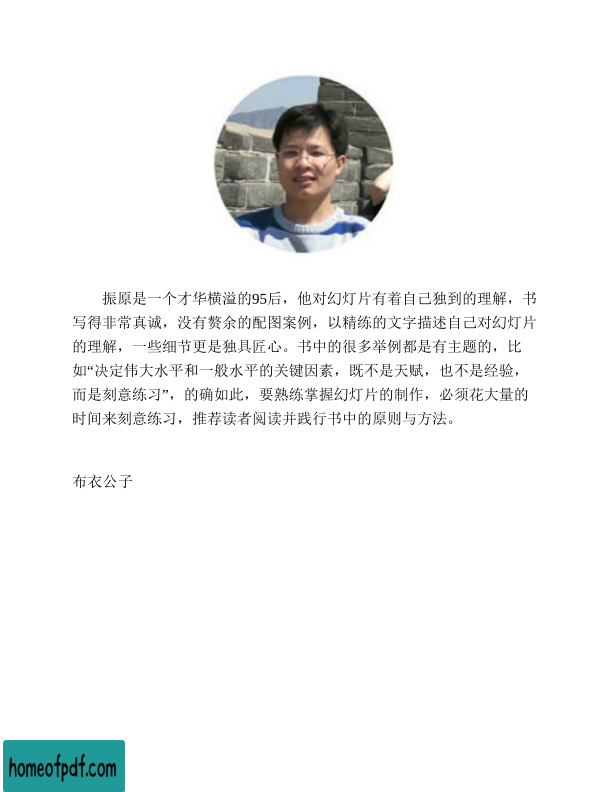 振原是一个才华横溢的95后，他对幻灯片有着自己独到的理解，书
写得非常真诚，没有赘余的配图案例，以精练的文字描述自己对幻灯片
的理解，一些细节更是独具匠心。书中的很多举例都是有主题的，比
如“决定伟大水平和一般水平的关键因素，既不是天赋，也不是经验，
而是刻意练习”，的确如此，要熟练掌握幻灯片的制作，必须花大量的
时间来刻意练习，推荐读者阅读并践行书中的原则与方法。
布衣公子
homeofpdf.com